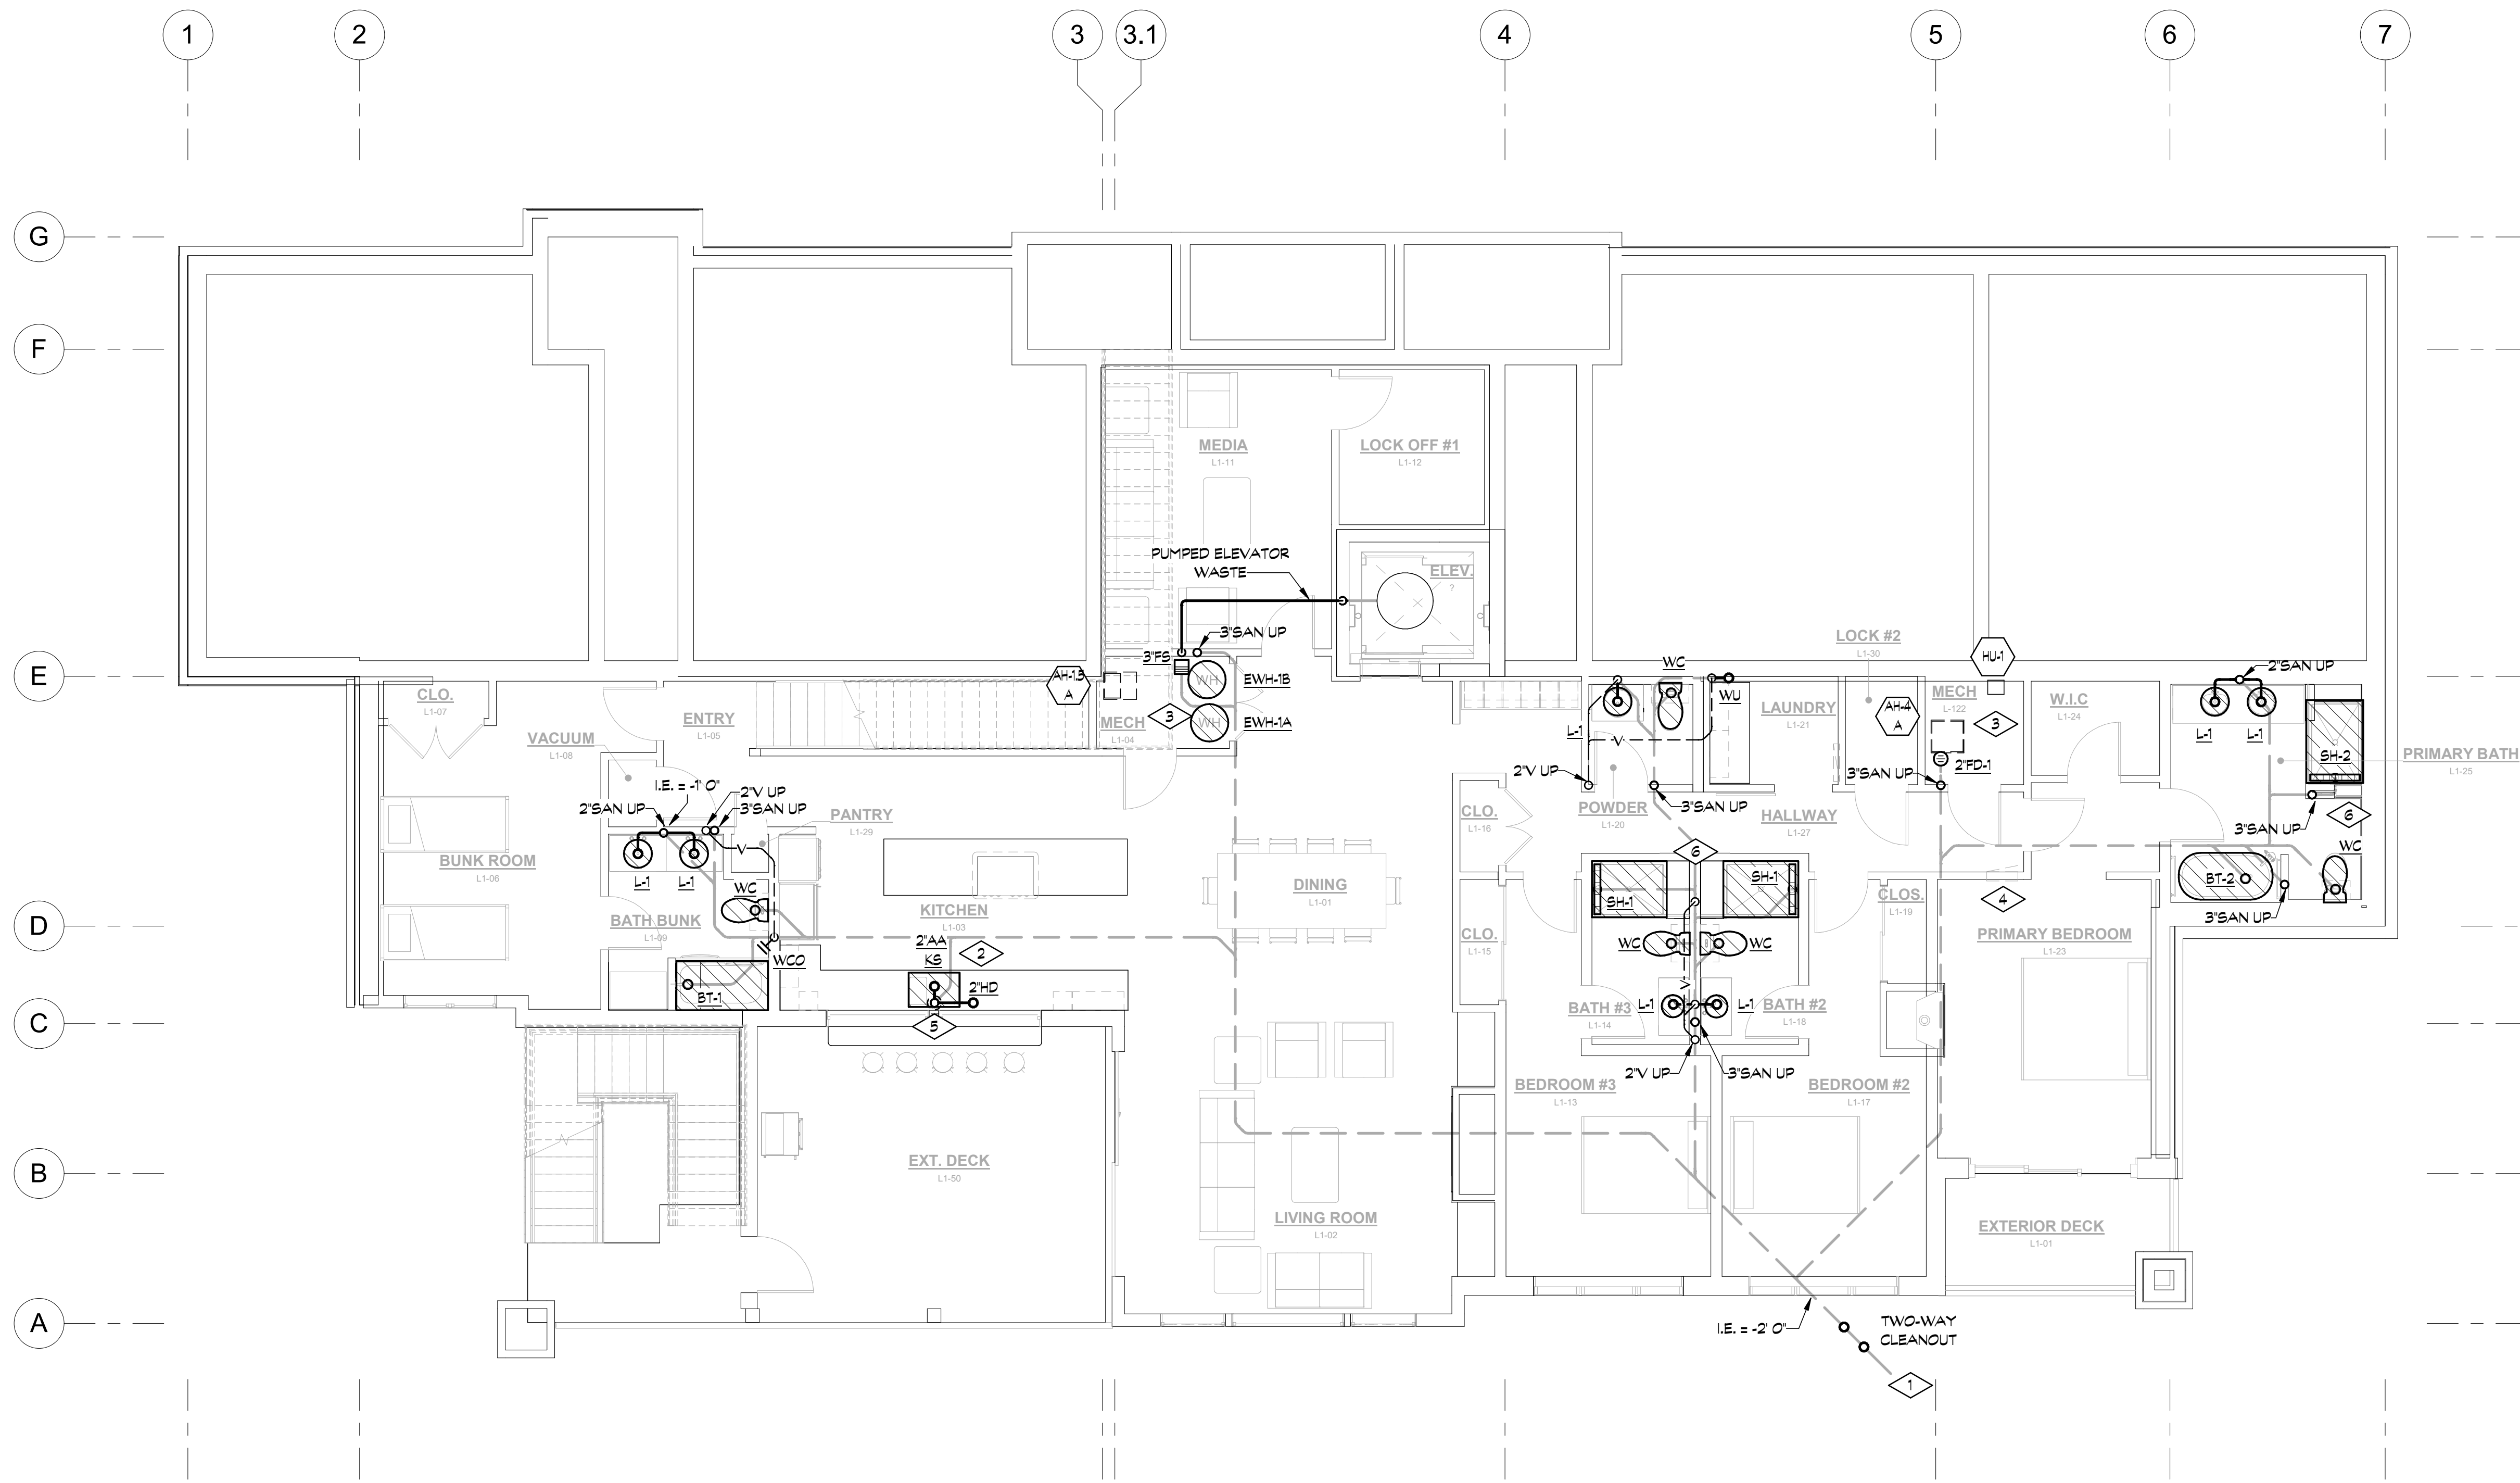 1
2
3
3.1
4
5
6
7
G
F
E
D
C
B
A
MEDIA
L1-11
LOCK OFF #1
L1-12
PUMPED ELEVATOR
WASTE
ELEV.
?
3"SAN UP
3"FS
WH
EWH-1B
WH
EWH-1A
AH-1.5
A
MECH
L1-04
3
CLO.
L1-07
ENTRY
L1-05
VACUUM
L1-08
I.E. = -1' 0"
2"SAN UP
2"V UP
3"SAN UP
V
PANTRY
L1-29
BUNK ROOM
L1-06
L-1
L-1
WC
BATH BUNK
L1-09
WCO
BT-1
KITCHEN
L1-03
2"AA
KS
2
2"HD
5
DINING
L1-01
CLO.
L1-16
CLO.
L1-15
WC
WU
L-1
V
2"V UP
3"SAN UP
POWDER
L1-20
LAUNDRY
L1-21
LOCK #2
L1-30
HU-1
AH-4
A
MECH
L-122
3
2"FD-1
3"SAN UP
W.I.C
L1-24
2"SAN UP
L-1
L-1
SH-2
PRIMARY BATH
L1-25
3"SAN UP
6
WC
BT-2
3"SAN UP
HALLWAY
L1-27
6
SH-1
SH-1
WC
WC
V
L-1
L-1
BATH #3
L1-14
BATH #2
L1-18
2"V UP
3"SAN UP
CLOS.
L1-19
4
PRIMARY BEDROOM
L1-23
BEDROOM #3
L1-13
BEDROOM #2
L1-17
EXT. DECK
L1-50
LIVING ROOM
L1-02
EXTERIOR DECK
L1-01
I.E. = -2' 0"
TWO-WAY
CLEANOUT
1